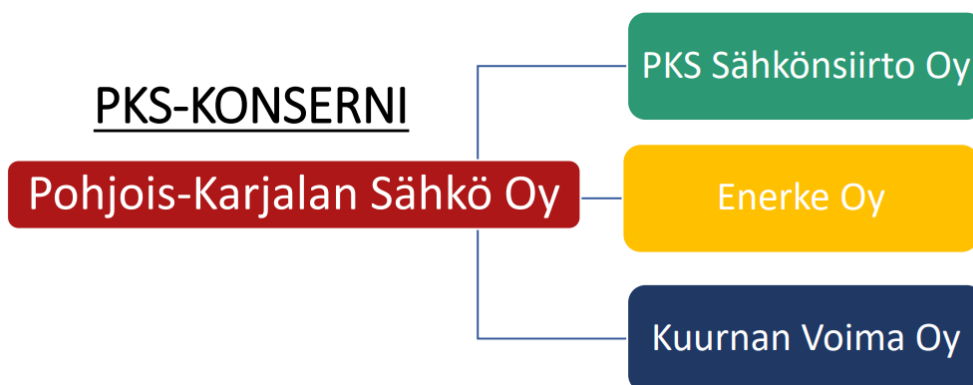 PKS-KONSERNI
Pohjois-Karjalan Sähkö Oy
PKS Sähkönsiirto Oy
Enerke Oy
Kuurnan Voima Oy